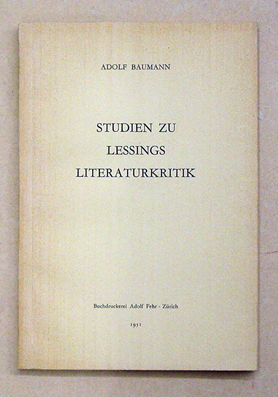 ADOLF BAUMANN
STUDIEN ZU
LESSINGS
LITERATURKRITIK
Buchdruckerei Adolf Fehr - Zürich
1951